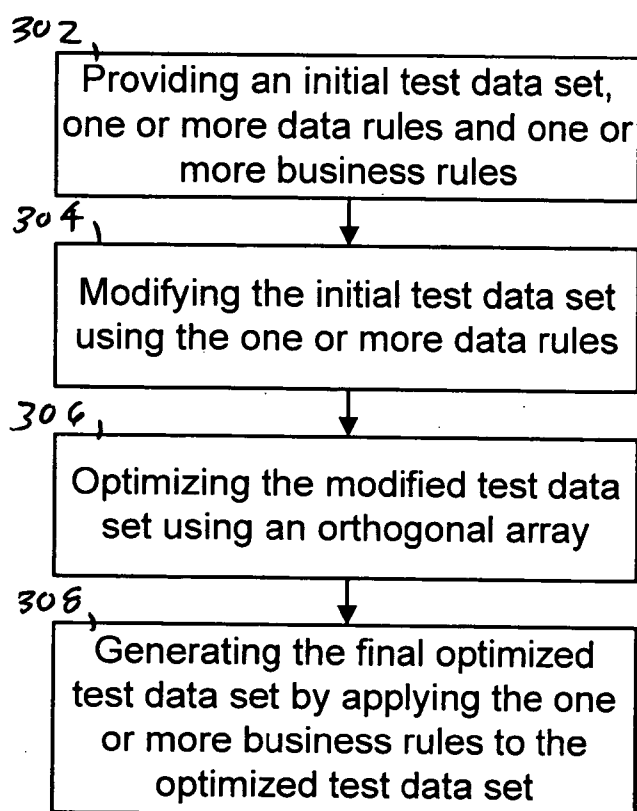 302
Providing an initial test data set,
one or more data rules and one or
more business rules
304
Modifying the initial test data set
using the one or more data rules
306
Optimizing the modified test data
set using an orthogonal array
308
Generating the final optimized
test data set by applying the one
or more business rules to the
optimized test data set